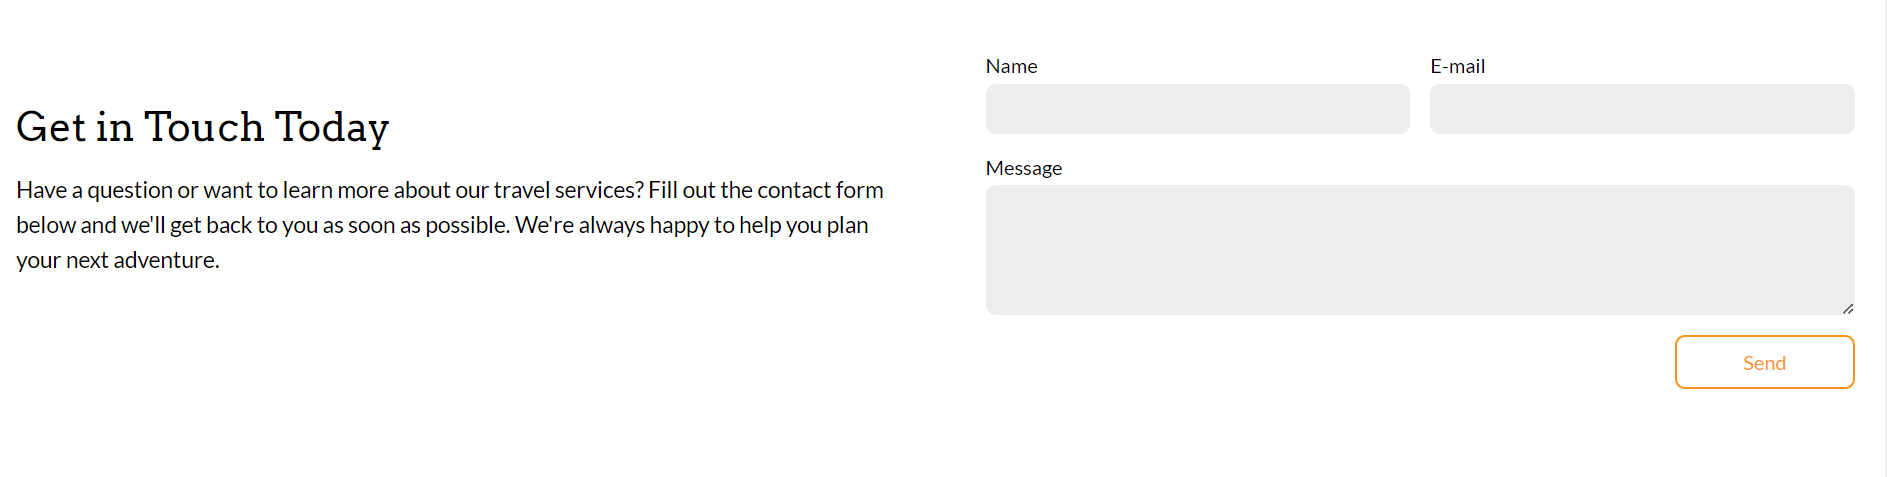 Get in Touch Today
Have a question or want to learn more about our travel services? Fill out the contact form
below and we'll get back to you as soon as possible. We're always happy to help you plan
your next adventure.
Name
E-mail
Message
Send